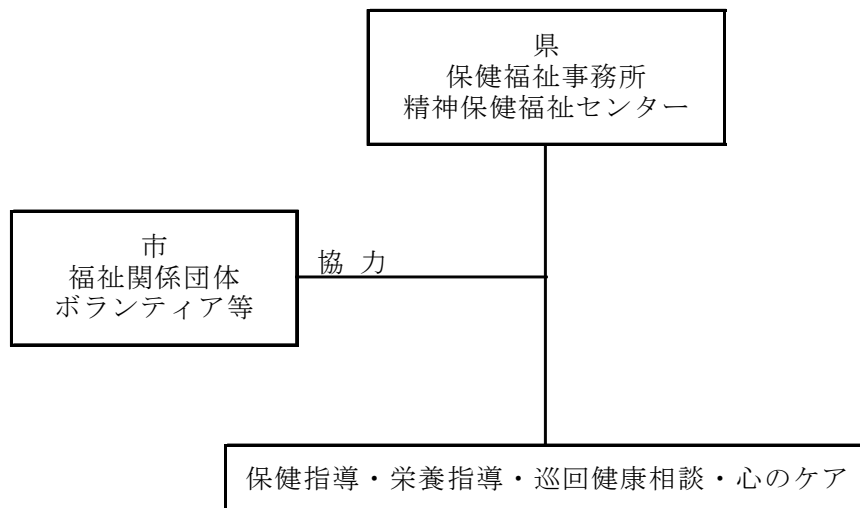 県
保健福祉事務所
精神保健福祉センター
市
福祉関係団体
ボランティア等
協 力
保健指導・栄養指導・巡回健康相談・心のケア